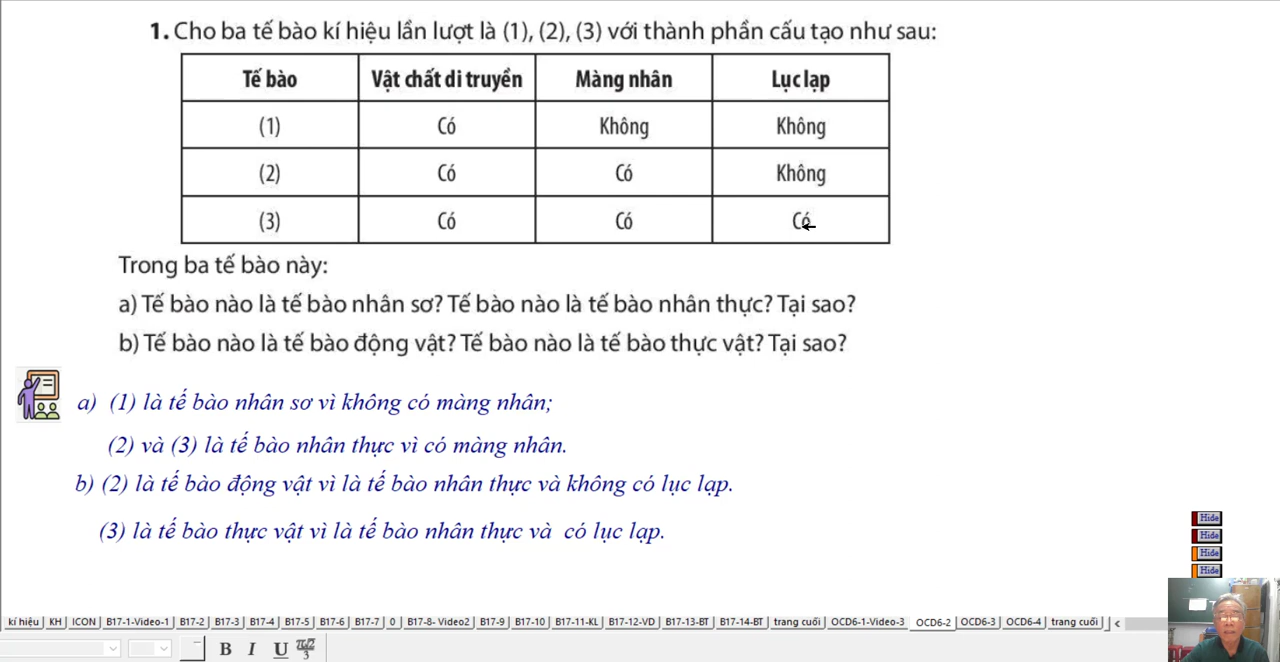 1. Cho ba tế bào kí hiệu lần lượt là (1), (2), (3) với thành phần cấu tạo như sau:
Tế bào Vật chất di truyền Màng nhân Lục lạp
(1) Có Không Không
(2) Có Có Không
(3) Có Có Có
Trong ba tế bào này:
a) Tế bào nào là tế bào nhân sơ? Tế bào nào là tế bào nhân thực? Tại sao?
b) Tế bào nào là tế bào động vật? Tế bào nào là tế bào thực vật? Tại sao?
a) (1) là tế bào nhân sơ vì không có màng nhân;
(2) và (3) là tế bào nhân thực vì có màng nhân.
b) (2) là tế bào động vật vì là tế bào nhân thực và không có lục lạp.
(3) là tế bào thực vật vì là tế bào nhân thực và có lục lạp.
Hide
Hide
Hide
Hide
kí hiệu | KH | ICON | B17-1-Video-1 | B17-2 | B17-3 | B17-4 | B17-5 | B17-6 | B17-7 | 0 | B17-8- Video2 | B17-9 | B17-10 | B17-11-KL | B17-12-VD | B17-13-BT | B17-14-BT | trang cuối | OCD6-1-Video-3 | OCD6-2 | OCD6-3 | OCD6-4 | trang cuối
B I U